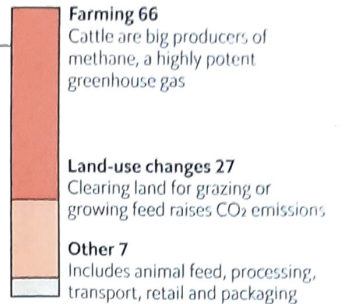 Farming 66
Cattle are big producers of
methane, a highly potent
greenhouse gas
Land-use changes 27
Clearing land for grazing or
growing feed raises CO₂ emissions
Other 7
Includes animal feed, processing,
transport, retail and packaging